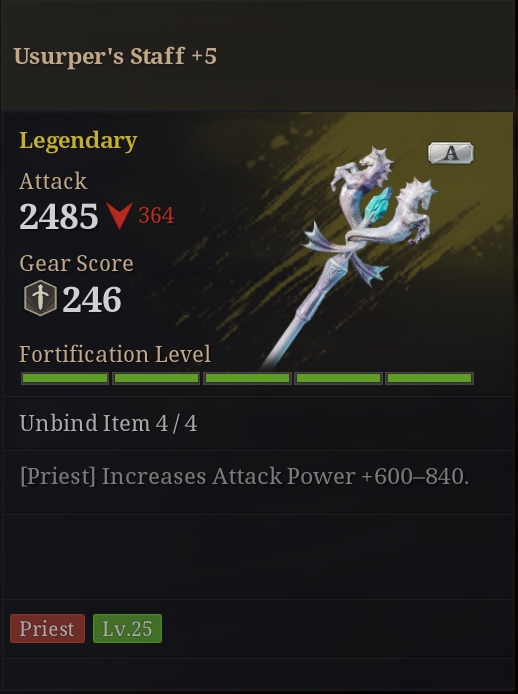 Usurper's Staff +5
Legendary
A
Attack
2485 364
Gear Score
246
Fortification Level
Unbind Item 4 / 4
[Priest] Increases Attack Power +600–840.
Priest Lv.25